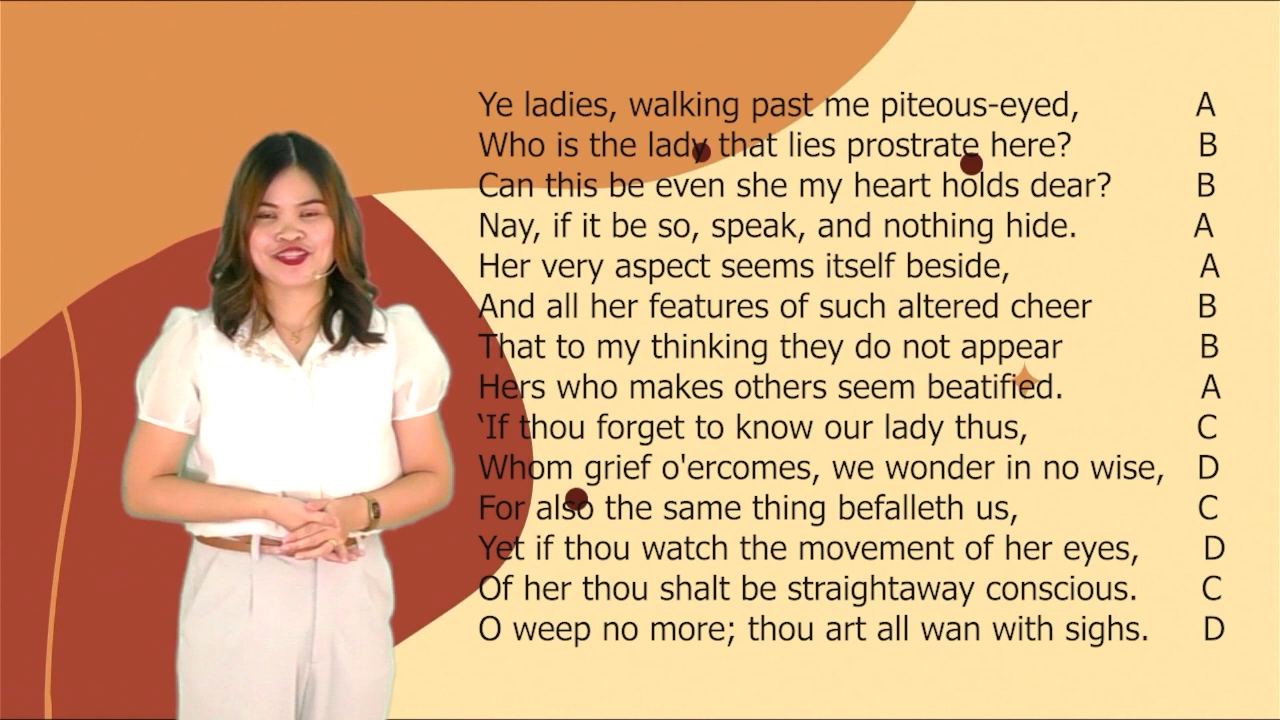 Ye ladies, walking past me piteous-eyed, A
Who is the lady that lies prostrate here? B
Can this be even she my heart holds dear? B
Nay, if it be so, speak, and nothing hide. A
Her very aspect seems itself beside, A
And all her features of such altered cheer B
That to my thinking they do not appear B
Hers who makes others seem beatified. A
‘If thou forget to know our lady thus, C
Whom grief o'ercomes, we wonder in no wise, D
For also the same thing befalleth us, C
Yet if thou watch the movement of her eyes, D
Of her thou shalt be straightaway conscious. C
O weep no more; thou art all wan with sighs. D